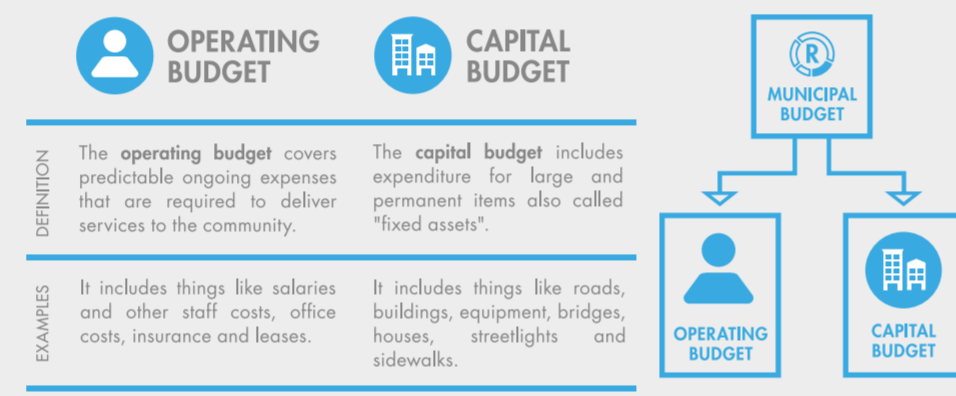 OPERATING
BUDGET
CAPITAL
BUDGET
DEFINITION
The operating budget covers
predictable ongoing expenses
that are required to deliver
services to the community.
The capital budget includes
expenditure for large and
permanent items also called
"fixed assets".
EXAMPLES
It includes things like salaries
and other staff costs, office
costs, insurance and leases.
It includes things like roads,
buildings, equipment, bridges,
houses, streetlights and
sidewalks.
R
MUNICIPAL
BUDGET
OPERATING
BUDGET
CAPITAL
BUDGET